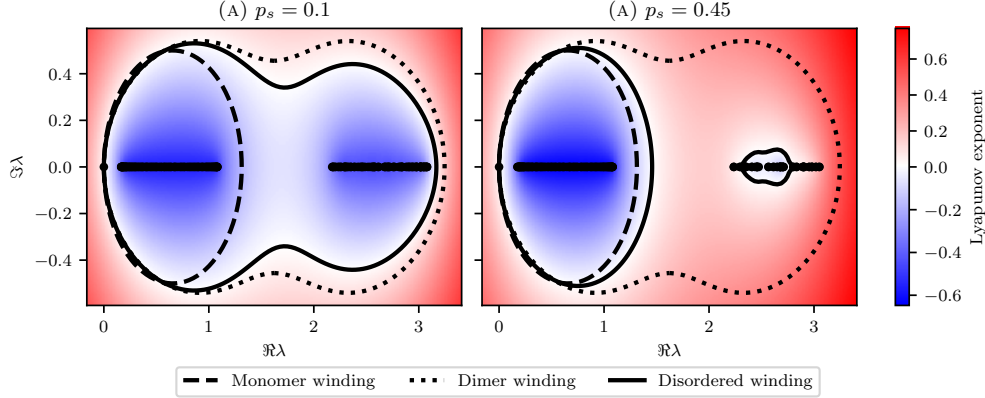 (A) p_s = 0.1
(A) p_s = 0.45
0.4
0.2
0.0
−0.2
−0.4
ℑλ
0
1
2
3
ℜλ
0
1
2
3
ℜλ
0.6
0.4
0.2
0.0
−0.2
−0.4
−0.6
Lyapunov exponent
Monomer winding
Dimer winding
Disordered winding